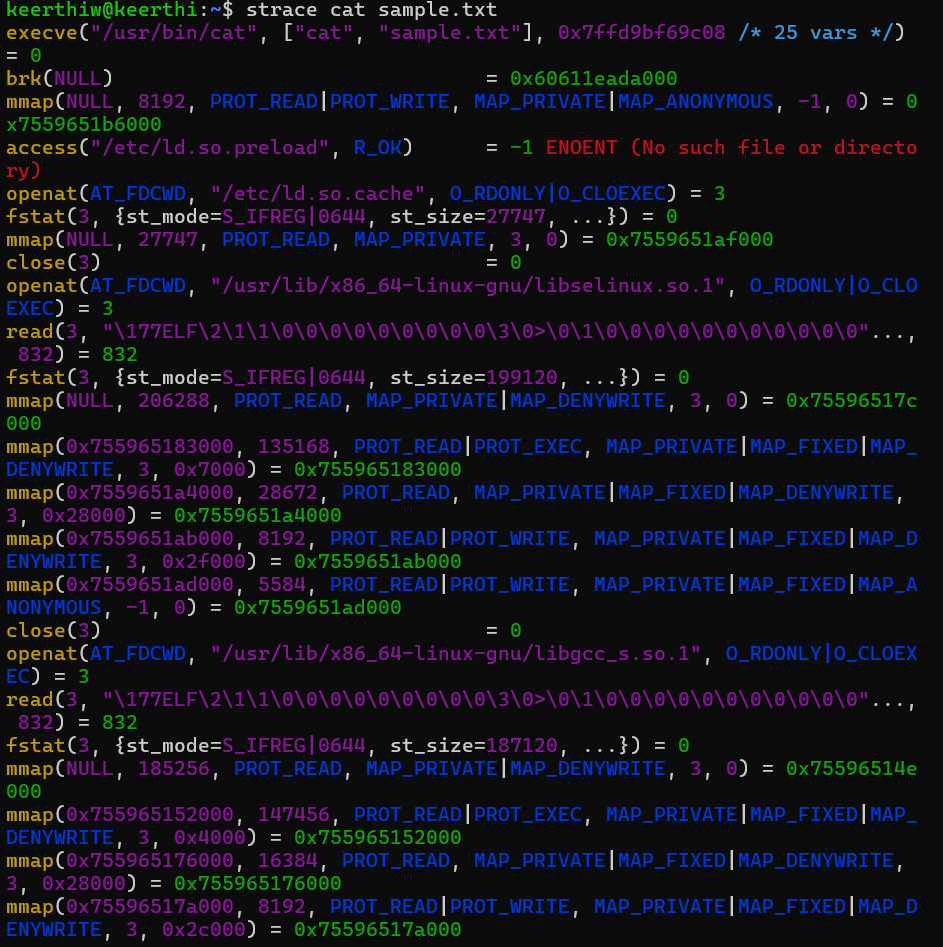 keerthiw@keerthi:~$ strace cat sample.txt
execve("/usr/bin/cat", ["cat", "sample.txt"], 0x7ffd9bf69c08 /* 25 vars */)
= 0
brk(NULL)                               = 0x60611eada000
mmap(NULL, 8192, PROT_READ|PROT_WRITE, MAP_PRIVATE|MAP_ANONYMOUS, -1, 0) = 0
x7559651b6000
access("/etc/ld.so.preload", R_OK)      = -1 ENOENT (No such file or directo
ry)
openat(AT_FDCWD, "/etc/ld.so.cache", O_RDONLY|O_CLOEXEC) = 3
fstat(3, {st_mode=S_IFREG|0644, st_size=27747, ...}) = 0
mmap(NULL, 27747, PROT_READ, MAP_PRIVATE, 3, 0) = 0x7559651af000
close(3)                                = 0
openat(AT_FDCWD, "/usr/lib/x86_64-linux-gnu/libselinux.so.1", O_RDONLY|O_CLO
EXEC) = 3
read(3, "\177ELF\2\1\1\0\0\0\0\0\0\0\0\0\3\0>\0\1\0\0\0\0\0\0\0\0\0\0\0"...,
 832) = 832
fstat(3, {st_mode=S_IFREG|0644, st_size=199120, ...}) = 0
mmap(NULL, 206288, PROT_READ, MAP_PRIVATE|MAP_DENYWRITE, 3, 0) = 0x75596517c
000
mmap(0x755965183000, 135168, PROT_READ|PROT_EXEC, MAP_PRIVATE|MAP_FIXED|MAP_
DENYWRITE, 3, 0x7000) = 0x755965183000
mmap(0x7559651a4000, 28672, PROT_READ, MAP_PRIVATE|MAP_FIXED|MAP_DENYWRITE,
3, 0x28000) = 0x7559651a4000
mmap(0x7559651ab000, 8192, PROT_READ|PROT_WRITE, MAP_PRIVATE|MAP_FIXED|MAP_D
ENYWRITE, 3, 0x2f000) = 0x7559651ab000
mmap(0x7559651ad000, 5584, PROT_READ|PROT_WRITE, MAP_PRIVATE|MAP_FIXED|MAP_A
NONYMOUS, -1, 0) = 0x7559651ad000
close(3)                                = 0
openat(AT_FDCWD, "/usr/lib/x86_64-linux-gnu/libgcc_s.so.1", O_RDONLY|O_CLOEX
EC) = 3
read(3, "\177ELF\2\1\1\0\0\0\0\0\0\0\0\0\3\0>\0\1\0\0\0\0\0\0\0\0\0\0\0"...,
 832) = 832
fstat(3, {st_mode=S_IFREG|0644, st_size=187120, ...}) = 0
mmap(NULL, 185256, PROT_READ, MAP_PRIVATE|MAP_DENYWRITE, 3, 0) = 0x75596514e
000
mmap(0x755965152000, 147456, PROT_READ|PROT_EXEC, MAP_PRIVATE|MAP_FIXED|MAP_
DENYWRITE, 3, 0x4000) = 0x755965152000
mmap(0x755965176000, 16384, PROT_READ, MAP_PRIVATE|MAP_FIXED|MAP_DENYWRITE,
3, 0x28000) = 0x755965176000
mmap(0x75596517a000, 8192, PROT_READ|PROT_WRITE, MAP_PRIVATE|MAP_FIXED|MAP_D
ENYWRITE, 3, 0x2c000) = 0x75596517a000